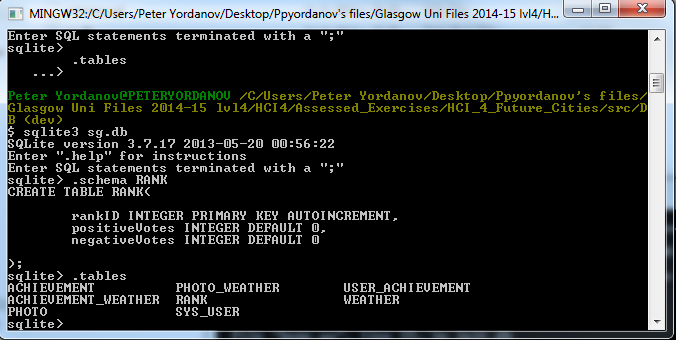 MINGW32:/C/Users/Peter Yordanov/Desktop/Ppyordanov's files/Glasgow Uni Files 2014-15 lvl4/H...
Enter SQL statements terminated with a ";"
sqlite>
.tables
...>
Peter Yordanov@PETERYORDANOV /C/Users/Peter Yordanov/Desktop/Ppyordanov's files/
Glasgow Uni Files 2014-15 lvl4/HCI4/Assessed_Exercises/HCI_4_Future_Cities/src/D
B (dev)
$ sqlite3 sg.db
SQLite version 3.7.17 2013-05-20 00:56:22
Enter ".help" for instructions
Enter SQL statements terminated with a ";"
sqlite> .schema RANK
CREATE TABLE RANK(
rankID INTEGER PRIMARY KEY AUTOINCREMENT,
positiveVotes INTEGER DEFAULT 0,
negativeVotes INTEGER DEFAULT 0
);
sqlite> .tables
ACHIEVEMENT PHOTO_WEATHER USER_ACHIEVEMENT
ACHIEVEMENT_WEATHER RANK WEATHER
PHOTO SYS_USER
sqlite>